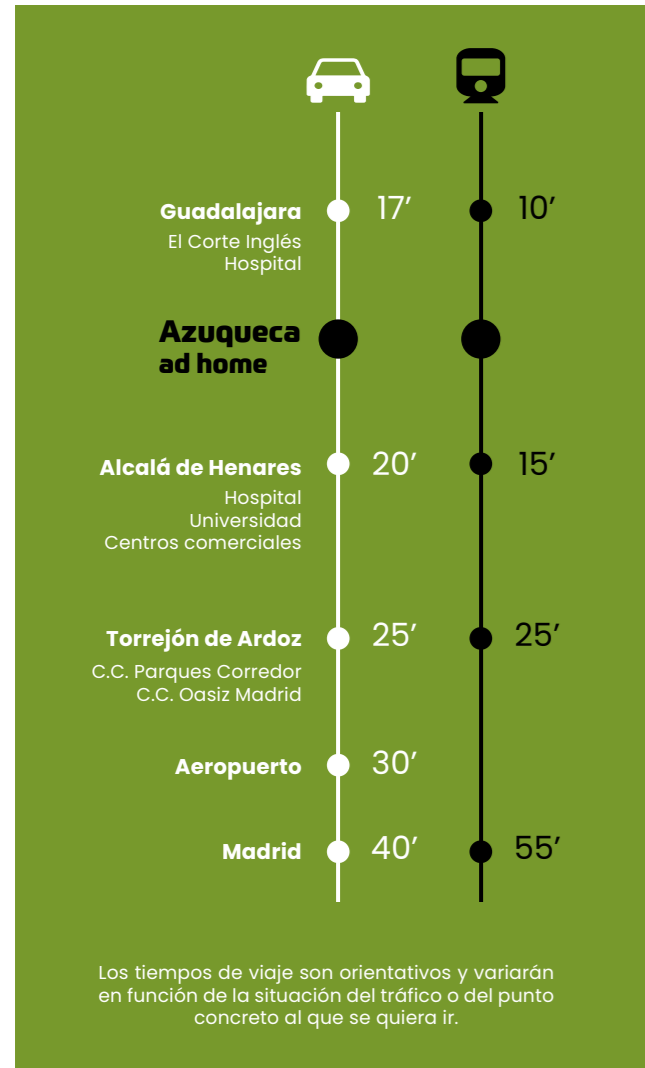 Guadalajara 17’ 10’
El Corte Inglés
Hospital
Azuqueca
ad home
Alcalá de Henares 20’ 15’
Hospital
Universidad
Centros comerciales
Torrejón de Ardoz 25’ 25’
C.C. Parques Corredor
C.C. Oasiz Madrid
Aeropuerto 30’
Madrid 40’ 55’
Los tiempos de viaje son orientativos y variarán
en función de la situación del tráfico o del punto
concreto al que se quiera ir.